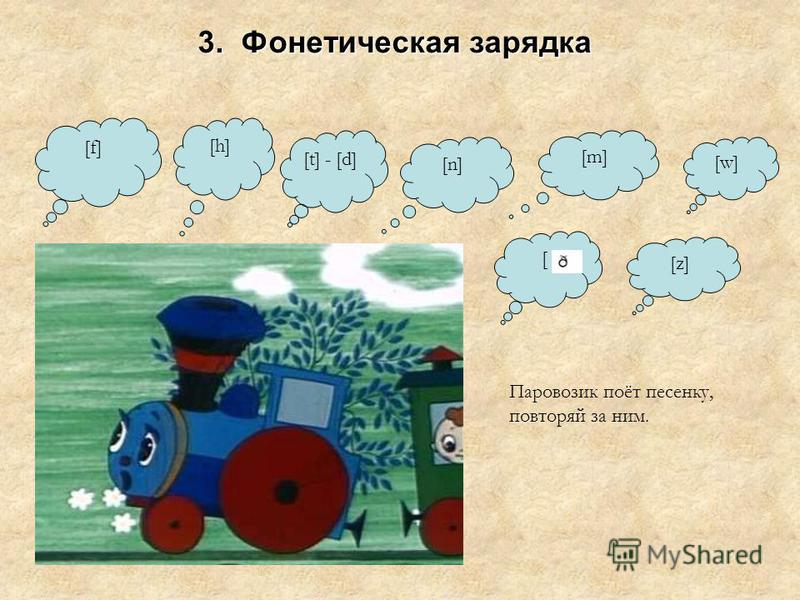 3. Фонетическая зарядка
[f]
[h]
[t] - [d]
[n]
[m]
[w]
[ ð
[z]
Паровозик поёт песенку,
повторяй за ним.
MyShared